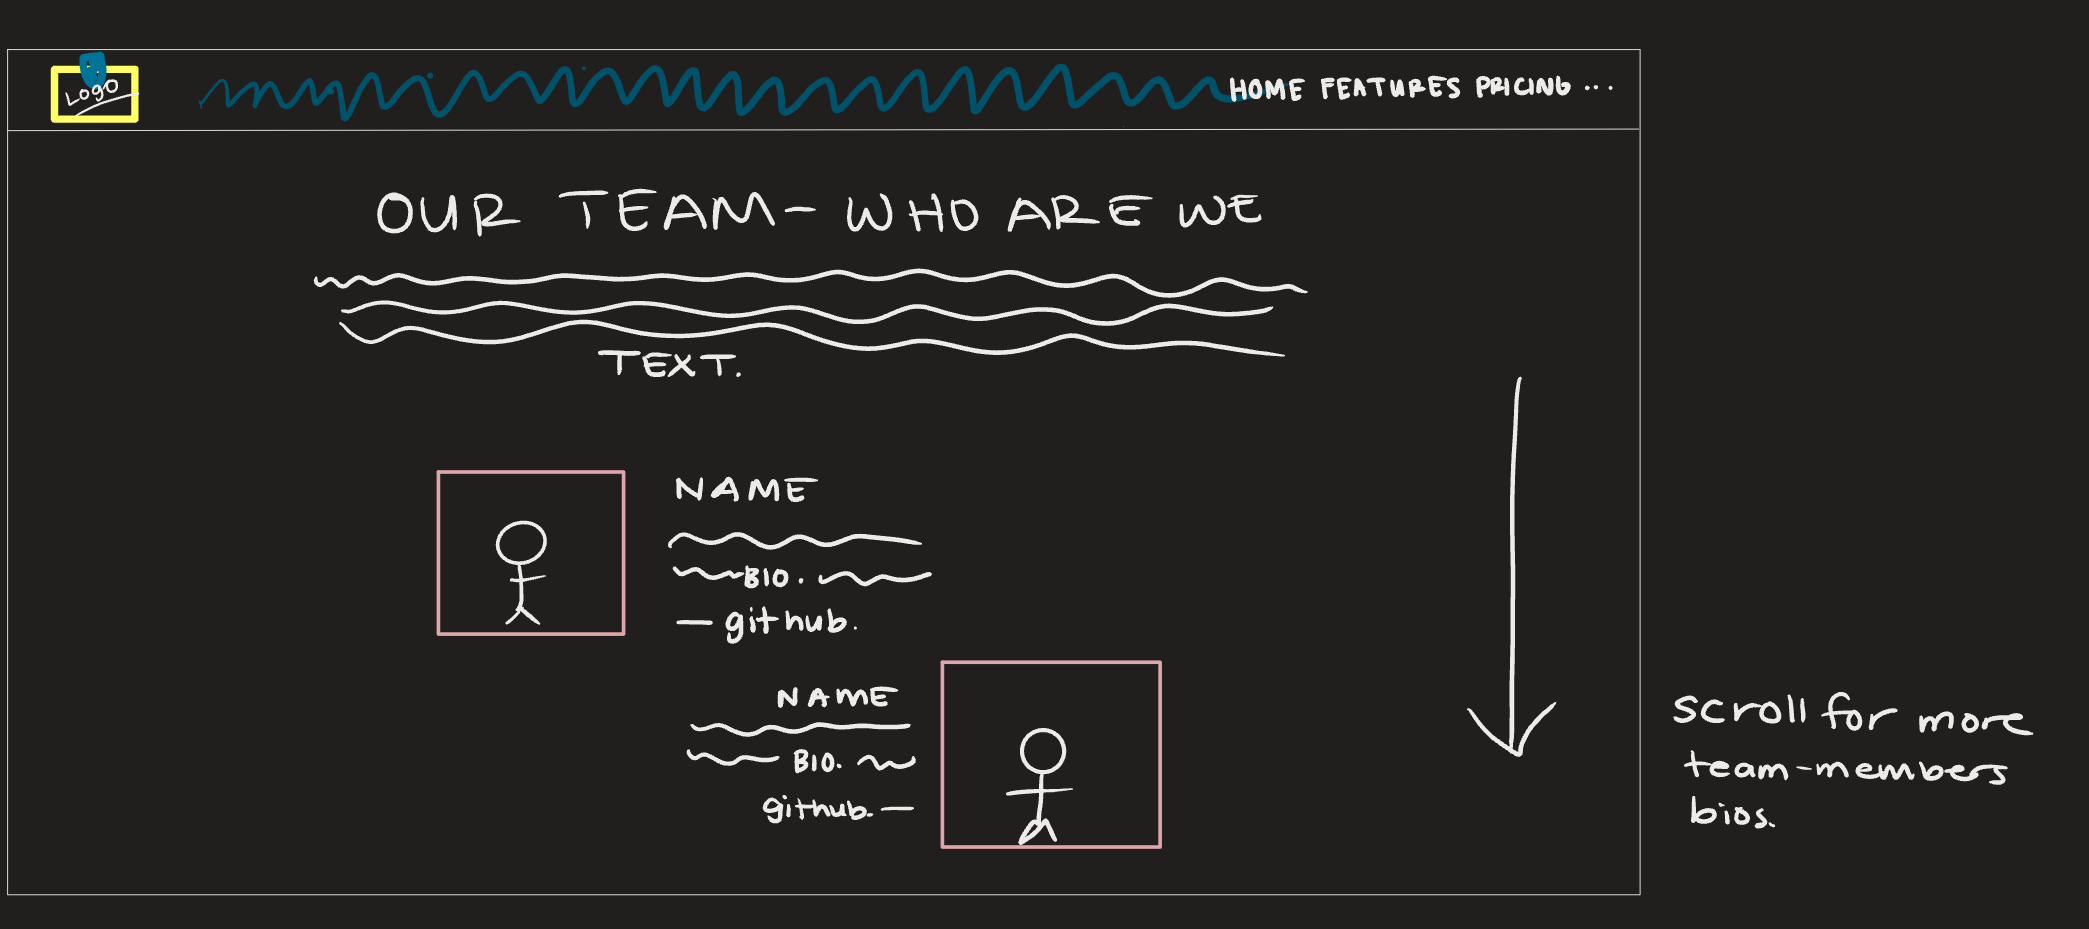 LOGO
HOME FEATURES PRICING ...
OUR TEAM - WHO ARE WE
TEXT.
NAME
BIO.
— github.
NAME
BIO.
github. —
scroll for more
team-members
bios.